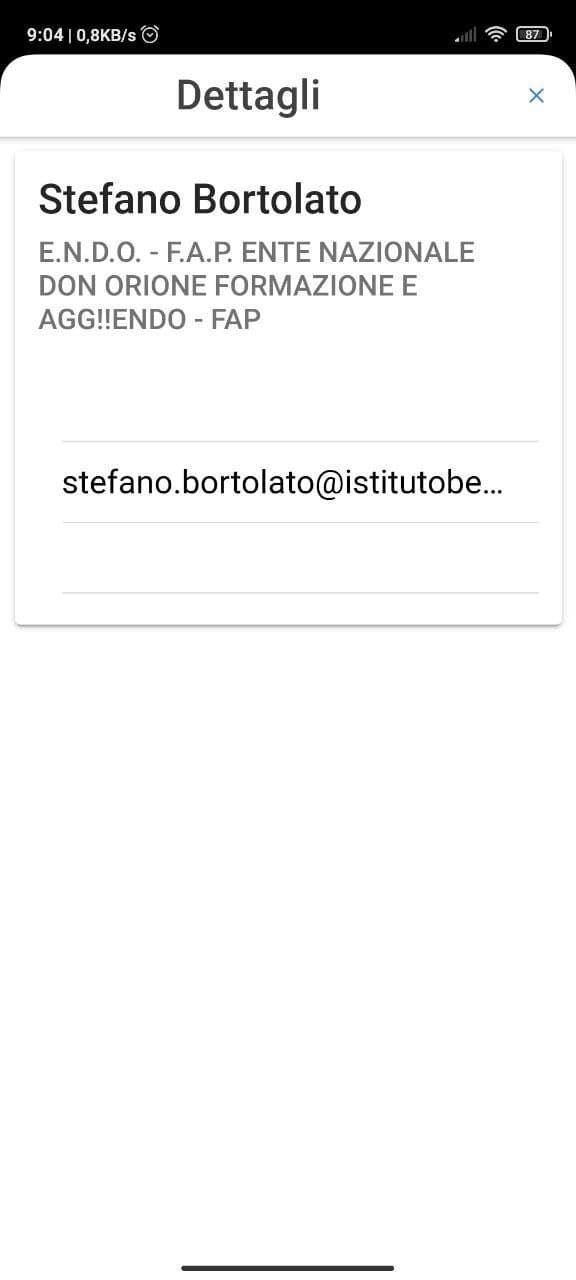 9:04 | 0,8KB/s
87
Dettagli
Stefano Bortolato
E.N.D.O. - F.A.P. ENTE NAZIONALE
DON ORIONE FORMAZIONE E
AGG!!ENDO - FAP
stefano.bortolato@istitutobe...